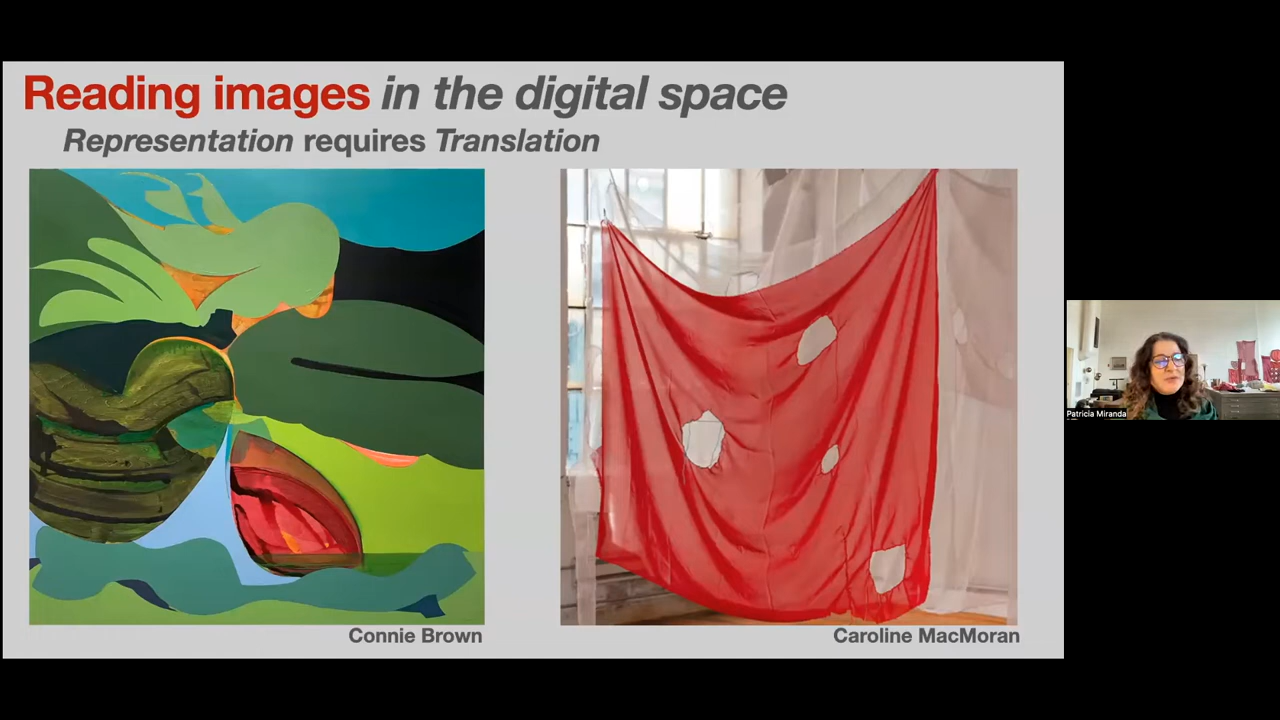 Reading images in the digital space
Representation requires Translation
Connie Brown
Caroline MacMoran
Patricia Miranda